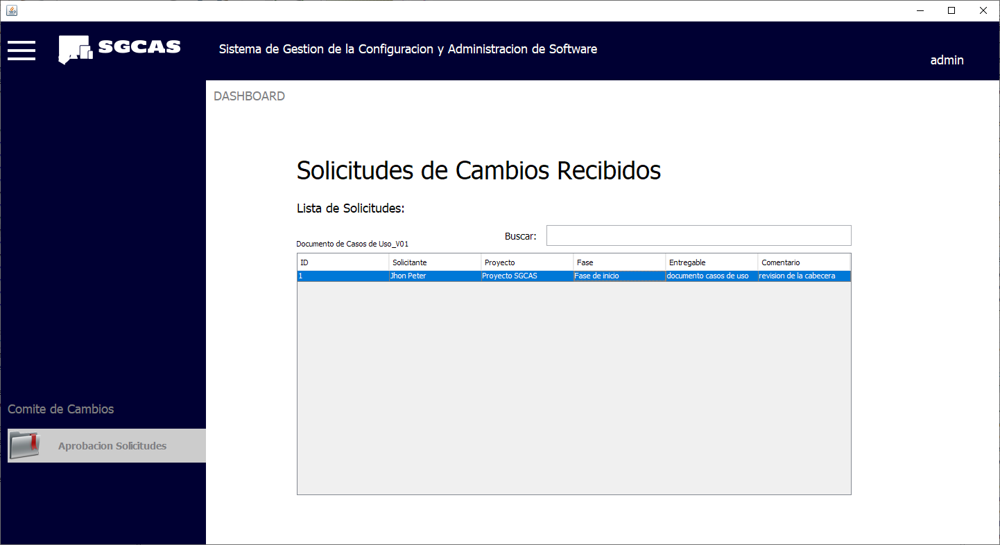 SGCAS
Sistema de Gestion de la Configuracion y Administracion de Software
admin
DASHBOARD
Solicitudes de Cambios Recibidos
Lista de Solicitudes:
Buscar:
Documento de Casos de Uso_V01
ID Solicitante Proyecto Fase Entregable Comentario
1 Jhon Peter Proyecto SGCAS Fase de inicio documento casos de uso revision de la cabecera
Comite de Cambios
Aprobacion Solicitudes